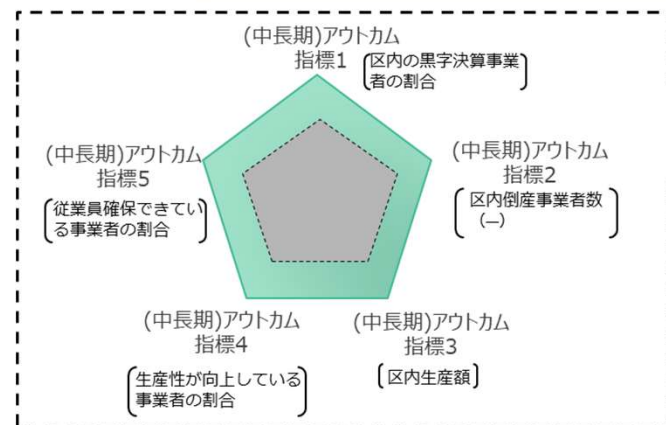 (中長期)アウトカム
指標1
区内の黒字決算事業
者の割合
(中長期)アウトカム
指標5
従業員確保できてい
る事業者の割合
(中長期)アウトカム
指標2
区内倒産事業者数
(—)
(中長期)アウトカム
指標4
生産性が向上している
事業者の割合
(中長期)アウトカム
指標3
区内生産額